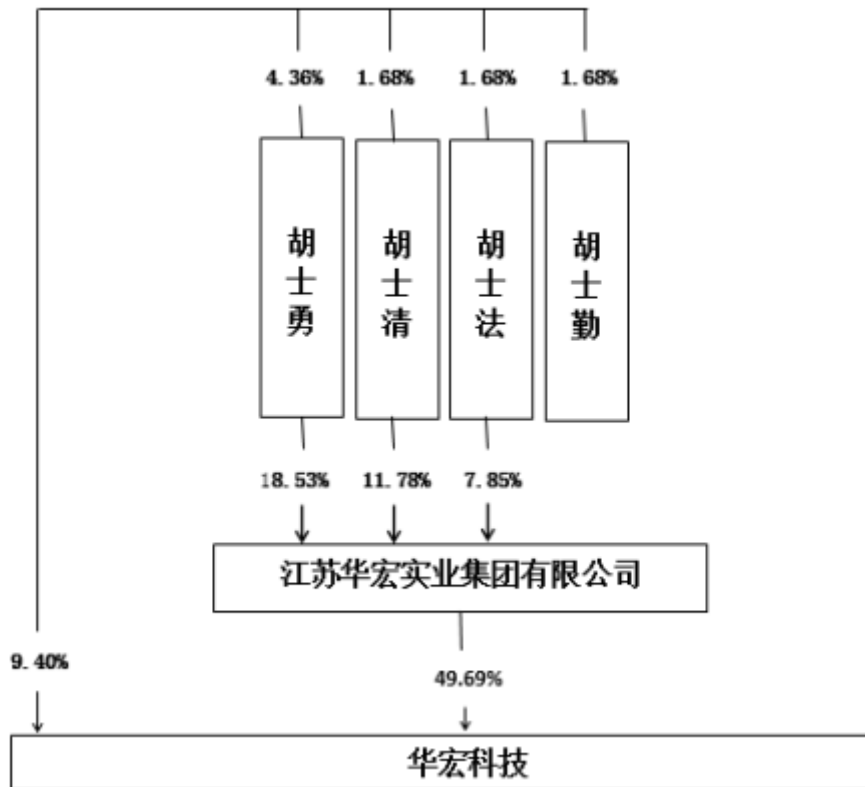 4.36% 1.68% 1.68% 1.68%
胡士勇
胡士清
胡士法
胡士勤
18.53% 11.78% 7.85%
江苏华宏实业集团有限公司
9.40%
49.69%
华宏科技